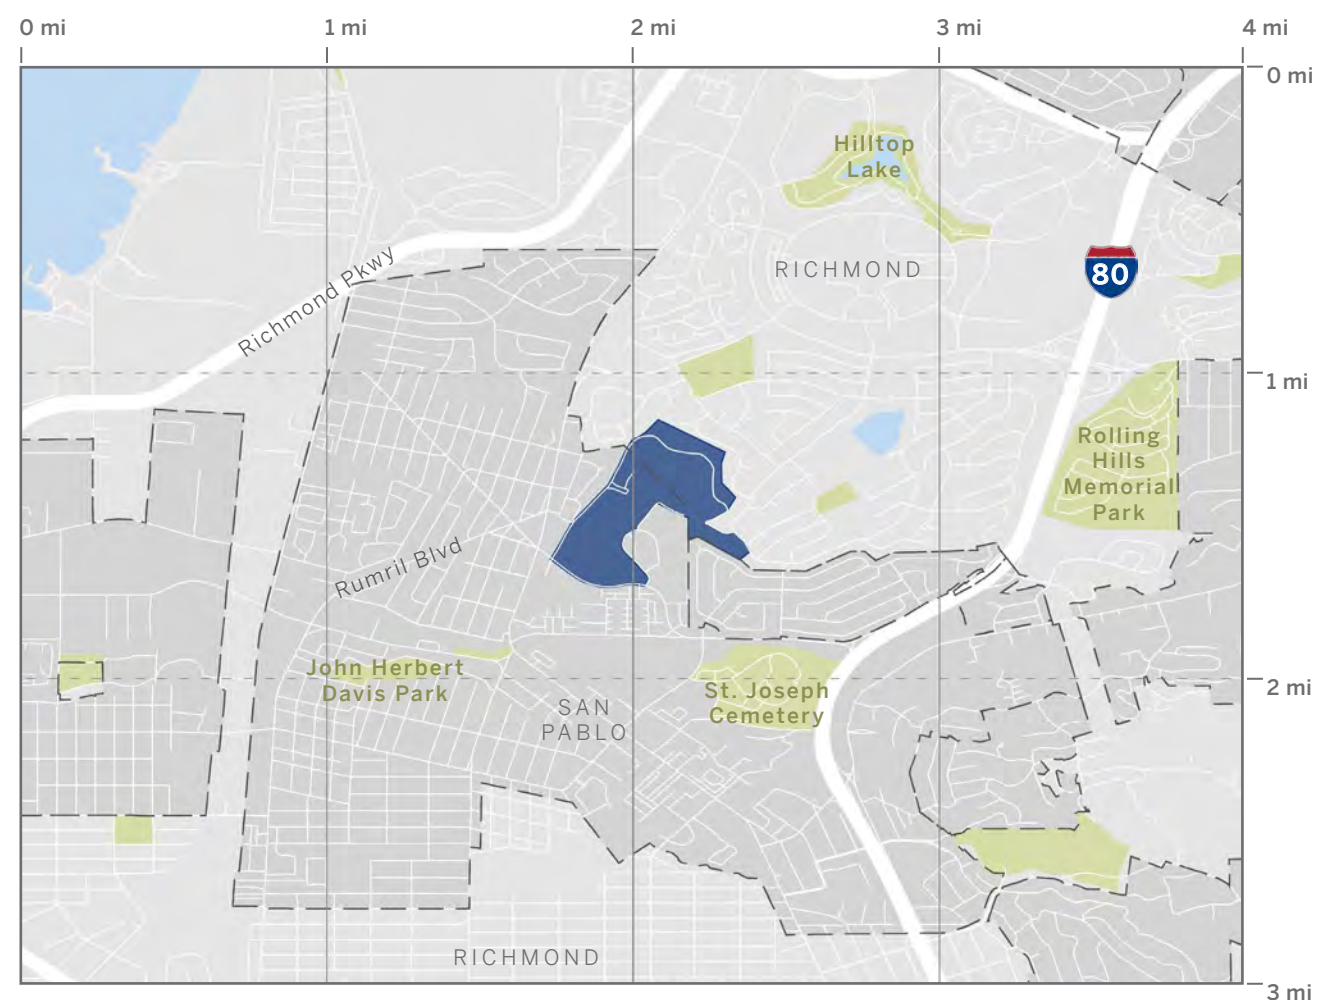 0 mi
1 mi
2 mi
3 mi
4 mi
0 mi
Hilltop
Lake
RICHMOND
80
Richmond Pkwy
1 mi
Rolling
Hills
Memorial
Park
Rumril Blvd
John Herbert
Davis Park
St. Joseph
Cemetery
2 mi
SAN
PABLO
RICHMOND
3 mi